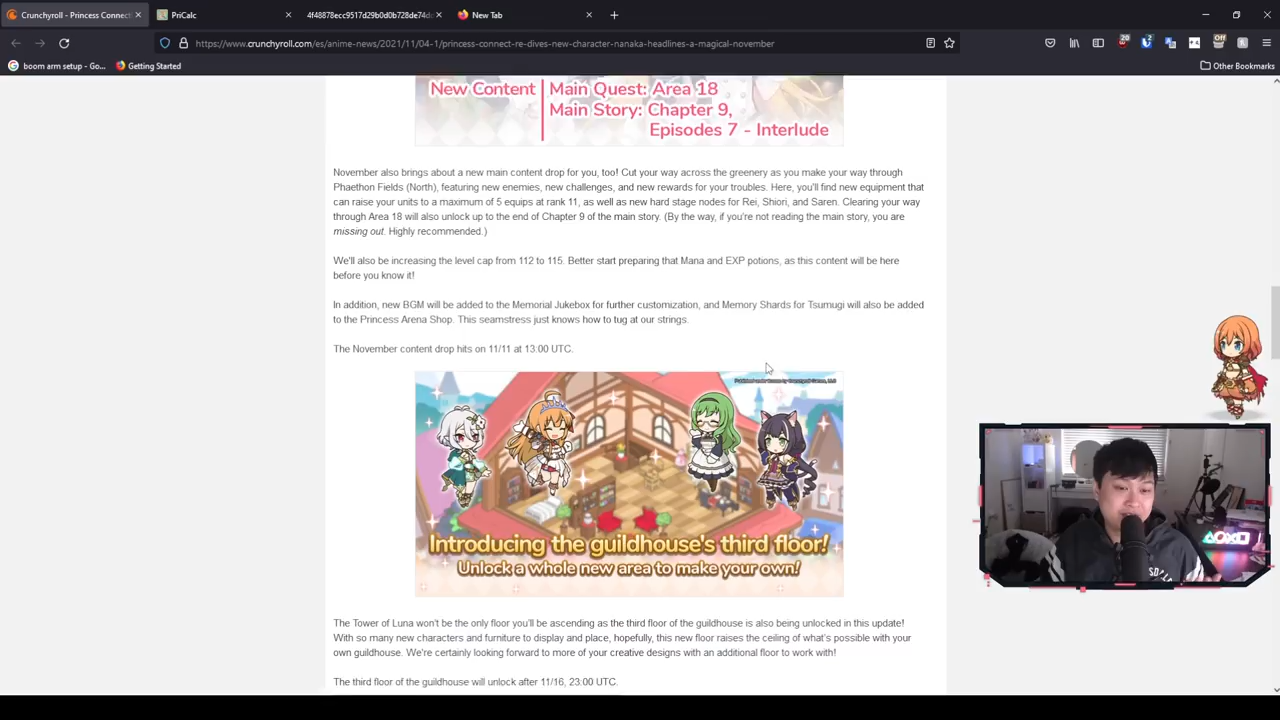 Crunchyroll - Princess Connect
PriCalc
4f48878ecc9517d29b0d0b728de74d
New Tab
https://www.crunchyroll.com/es/anime-news/2021/11/04-1/princess-connect-re-dives-new-character-nanaka-headlines-a-magical-november
20
2
Off
boom arm setup - Go...
Getting Started
Other Bookmarks
New Content
Main Quest: Area 18
Main Story: Chapter 9,
Episodes 7 - Interlude
November also brings about a new main content drop for you, too! Cut your way across the greenery as you make your way through
Phaethon Fields (North), featuring new enemies, new challenges, and new rewards for your troubles. Here, you'll find new equipment that
can raise your units to a maximum of 5 equips at rank 11, as well as new hard stage nodes for Rei, Shiori, and Saren. Clearing your way
through Area 18 will also unlock up to the end of Chapter 9 of the main story. (By the way, if you're not reading the main story, you are
missing out. Highly recommended.)
We'll also be increasing the level cap from 112 to 115. Better start preparing that Mana and EXP potions, as this content will be here
before you know it!
In addition, new BGM will be added to the Memorial Jukebox for further customization, and Memory Shards for Tsumugi will also be added
to the Princess Arena Shop. This seamstress just knows how to tug at our strings.
The November content drop hits on 11/11 at 13:00 UTC.
Introducing the guildhouse's third floor!
Unlock a whole new area to make your own!
The Tower of Luna won't be the only floor you'll be ascending as the third floor of the guildhouse is also being unlocked in this update!
With so many new characters and furniture to display and place, hopefully, this new floor raises the ceiling of what's possible with your
own guildhouse. We're certainly looking forward to more of your creative designs with an additional floor to work with!
The third floor of the guildhouse will unlock after 11/16, 23:00 UTC.